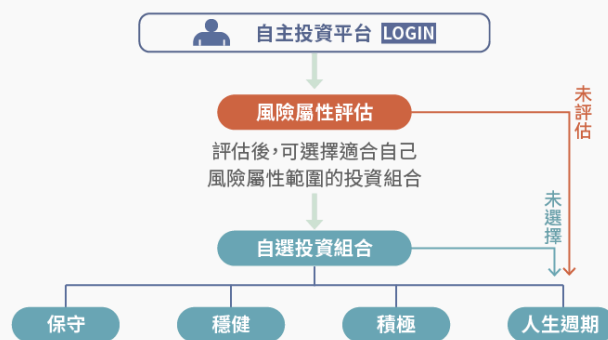 自主投資平台 LOGIN
風險屬性評估
未評估
評估後,可選擇適合自己
風險屬性範圍的投資組合
未選擇
自選投資組合
保守
穩健
積極
人生週期